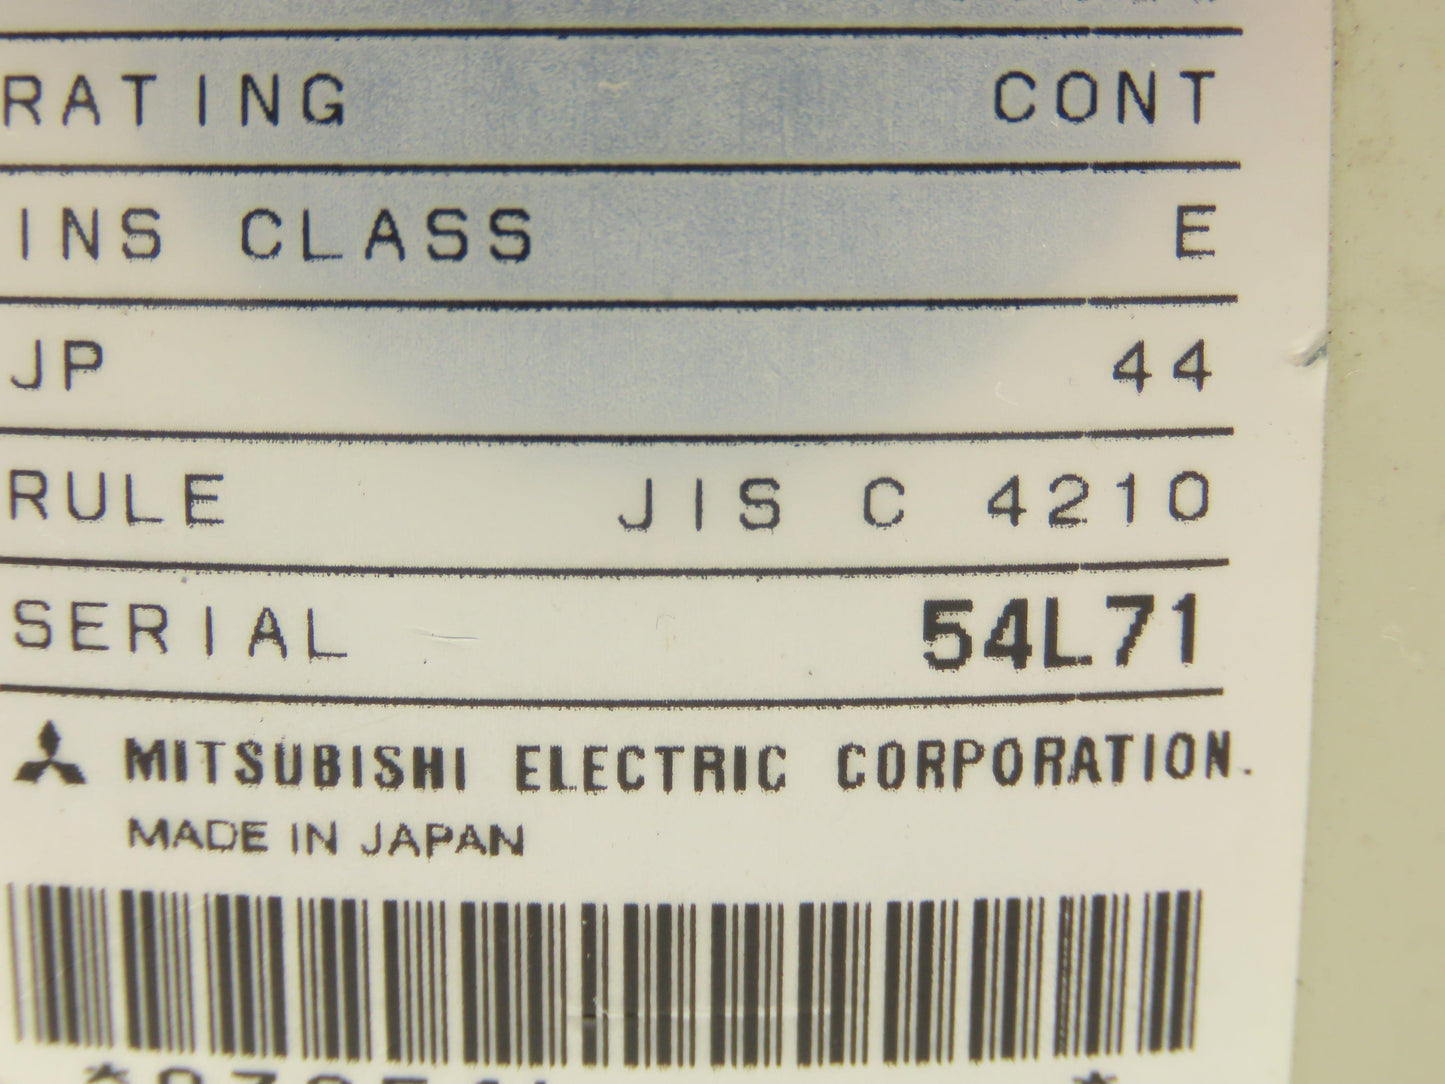 RATING CONT
INS CLASS E
JP 44
RULE JIS C 4210
SERIAL 54L71
MITSUBISHI ELECTRIC CORPORATION.
MADE IN JAPAN